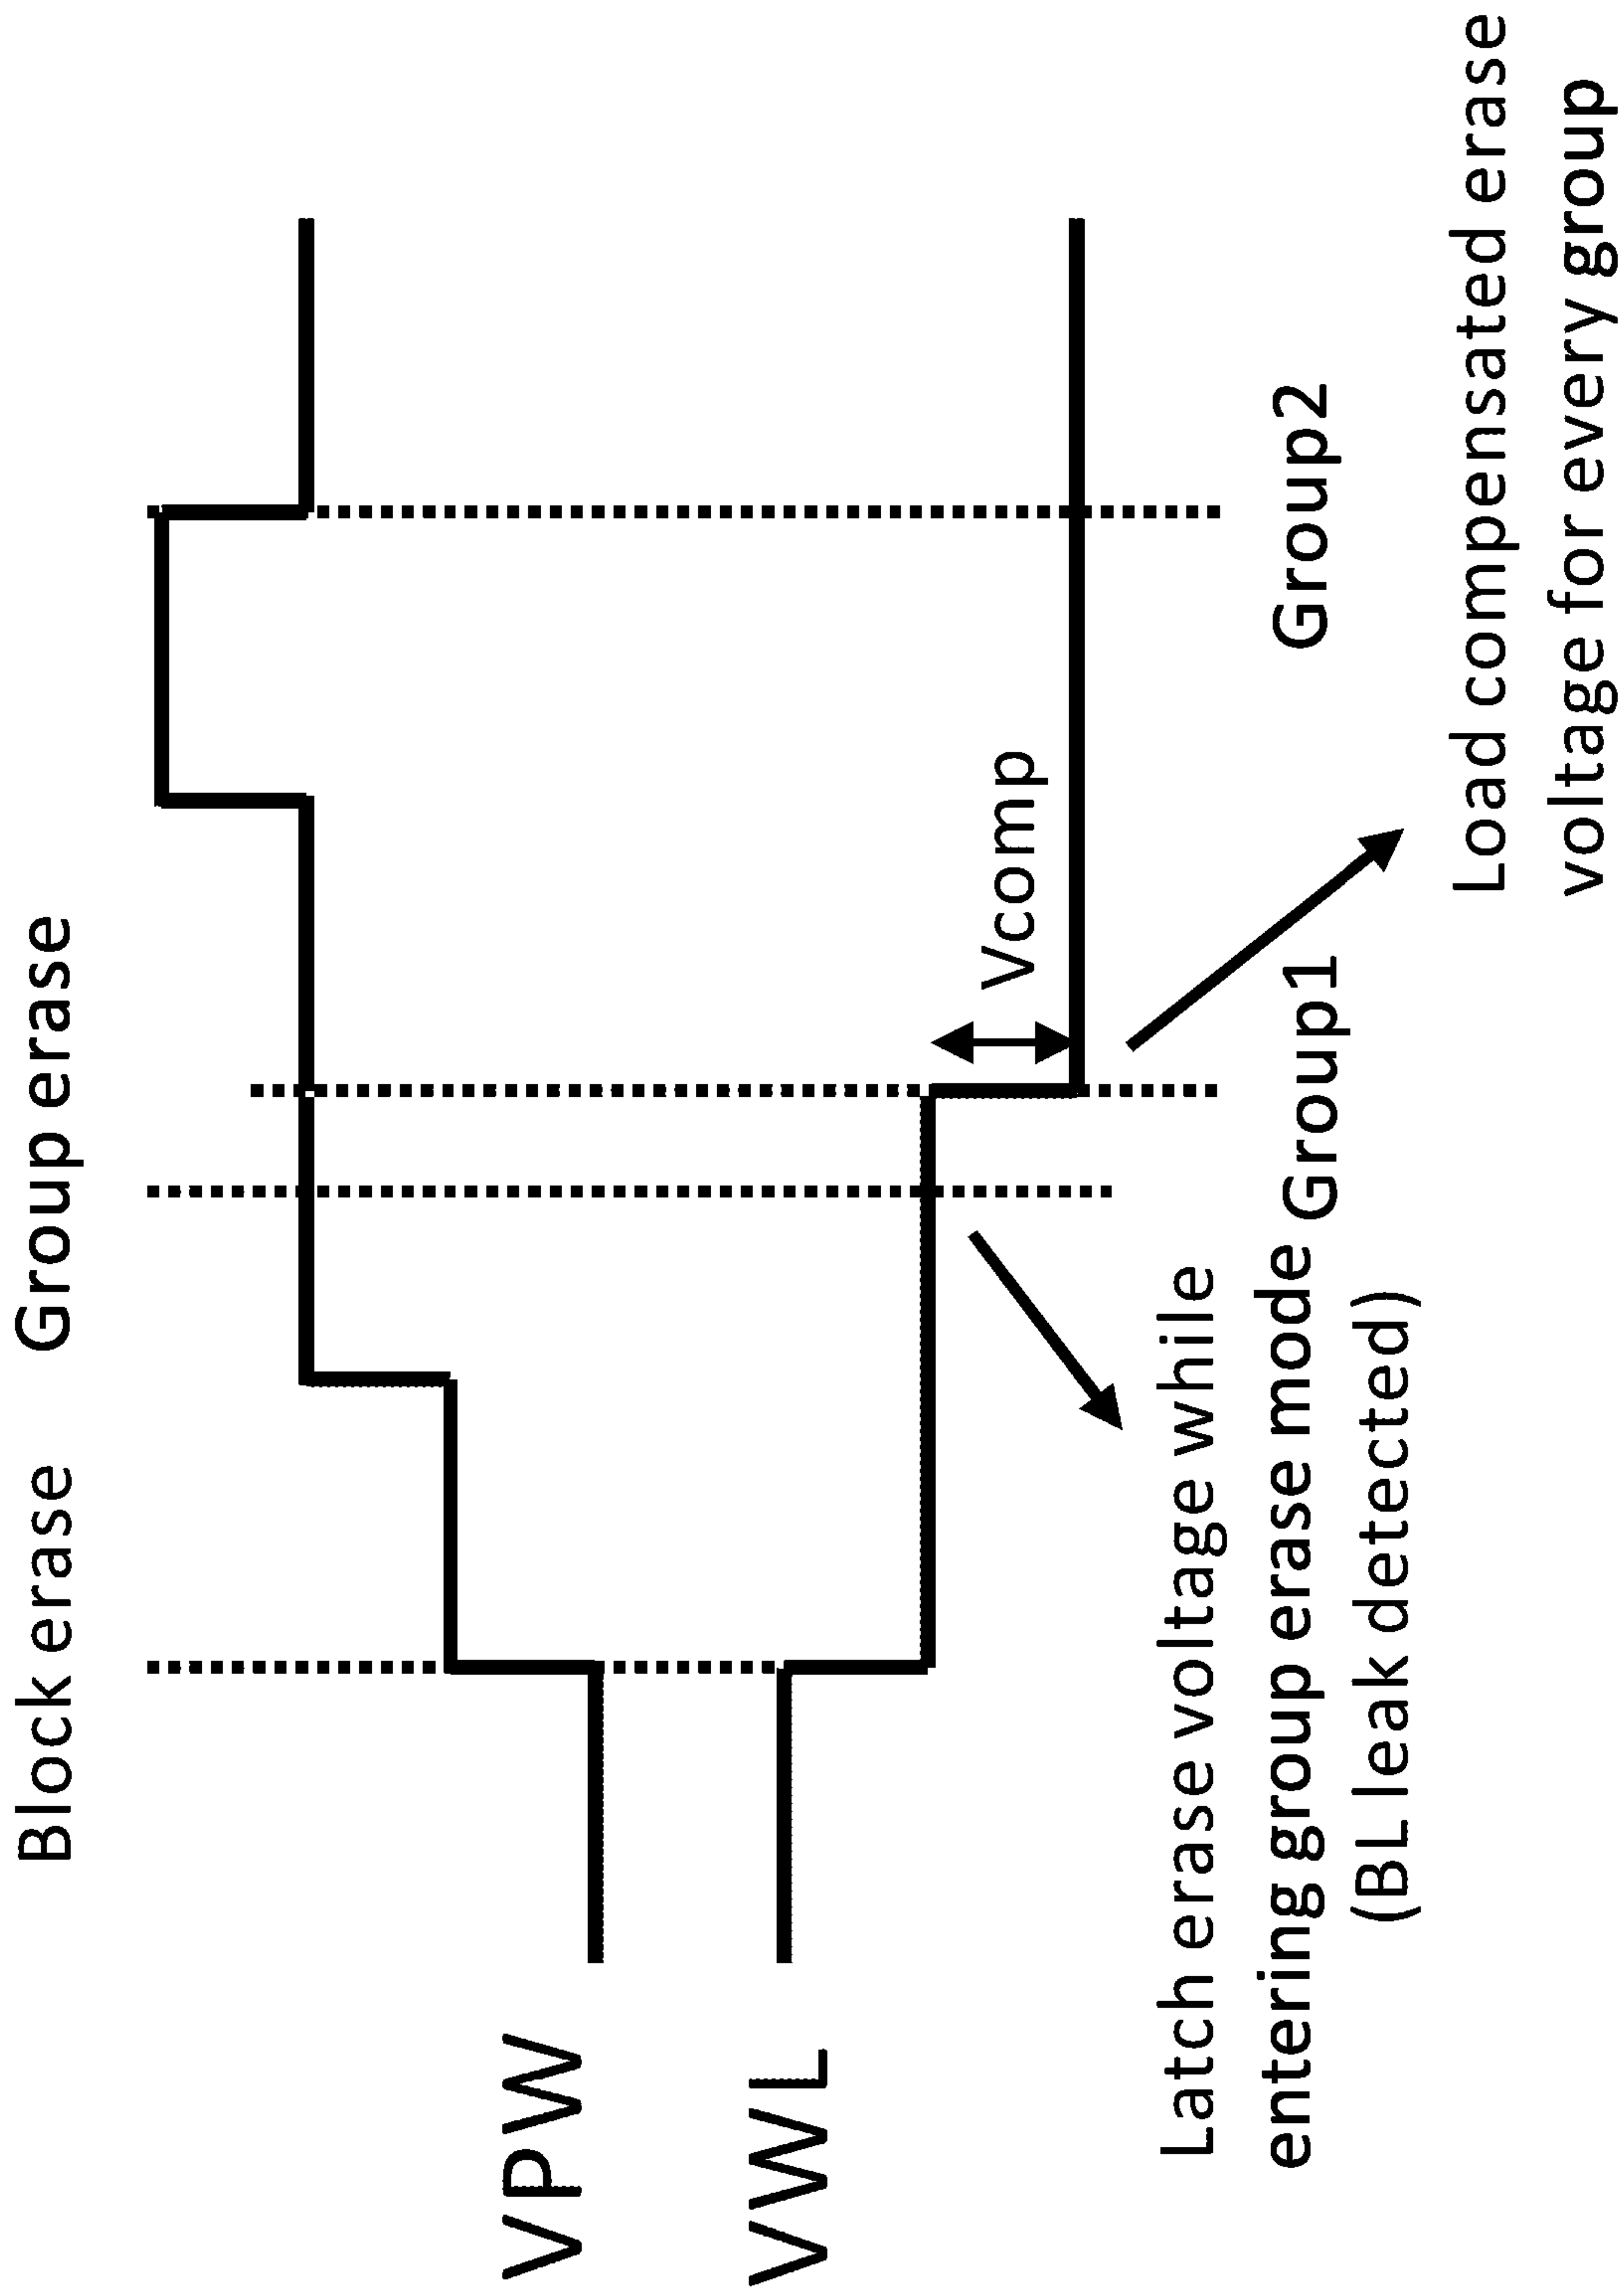 Block erase
Group erase
VPW
VWL
Vcomp
Latch erase voltage while
entering group erase mode
(BL leak detected)
Group1
Group2
Load compensated erase
voltage for every group